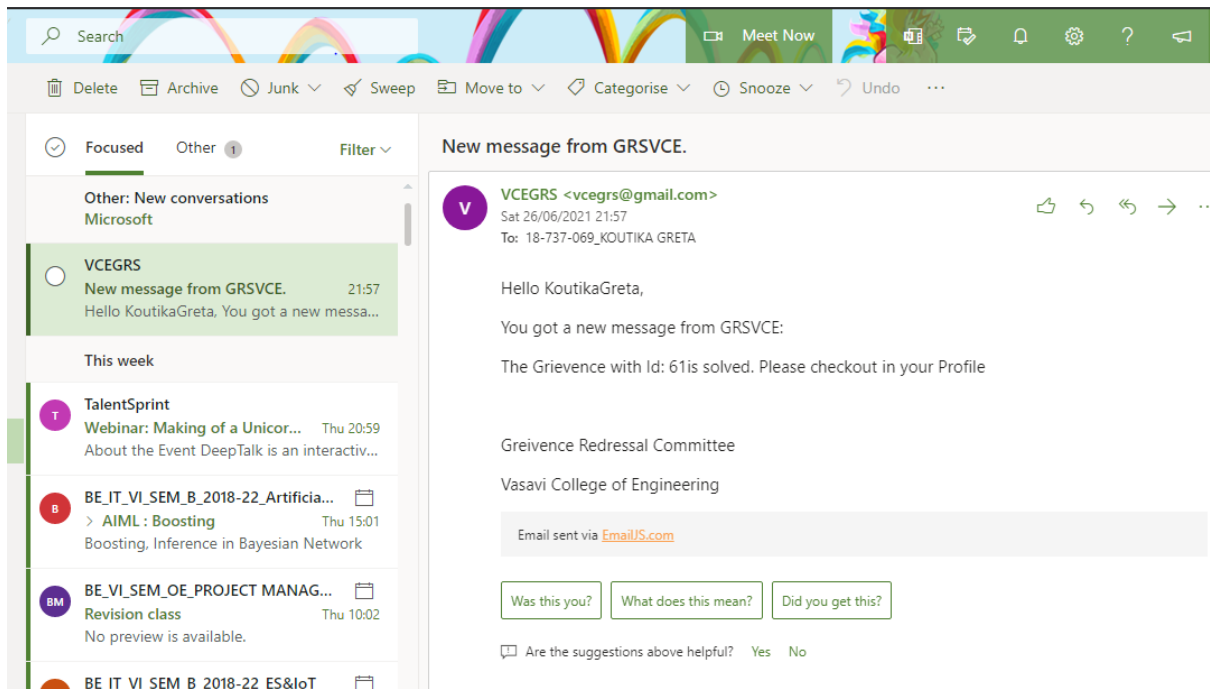 Search
Meet Now
Delete Archive Junk Sweep Move to Categorise Snooze Undo ...
Focused Other 1 Filter
Other: New conversations
Microsoft
VCEGRS
New message from GRSVCE. 21:57
Hello KoutikaGreta, You got a new messa...
This week
T
TalentSprint
Webinar: Making of a Unicor... Thu 20:59
About the Event DeepTalk is an interactiv...
B
BE_IT_VI_SEM_B_2018-22_Artificia...
> AIML : Boosting Thu 15:01
Boosting, Inference in Bayesian Network
BM
BE_VI_SEM_OE_PROJECT MANAG...
Revision class Thu 10:02
No preview is available.
BE_IT_VI_SEM_B_2018-22_ES&IoT
New message from GRSVCE.
V
VCEGRS <vcegrs@gmail.com>
Sat 26/06/2021 21:57
To: 18-737-069_KOUTIKA GRETA
Hello KoutikaGreta,
You got a new message from GRSVCE:
The Grievence with Id: 61is solved. Please checkout in your Profile
Greivence Redressal Committee
Vasavi College of Engineering
Email sent via EmailJS.com
Was this you? What does this mean? Did you get this?
Are the suggestions above helpful? Yes No